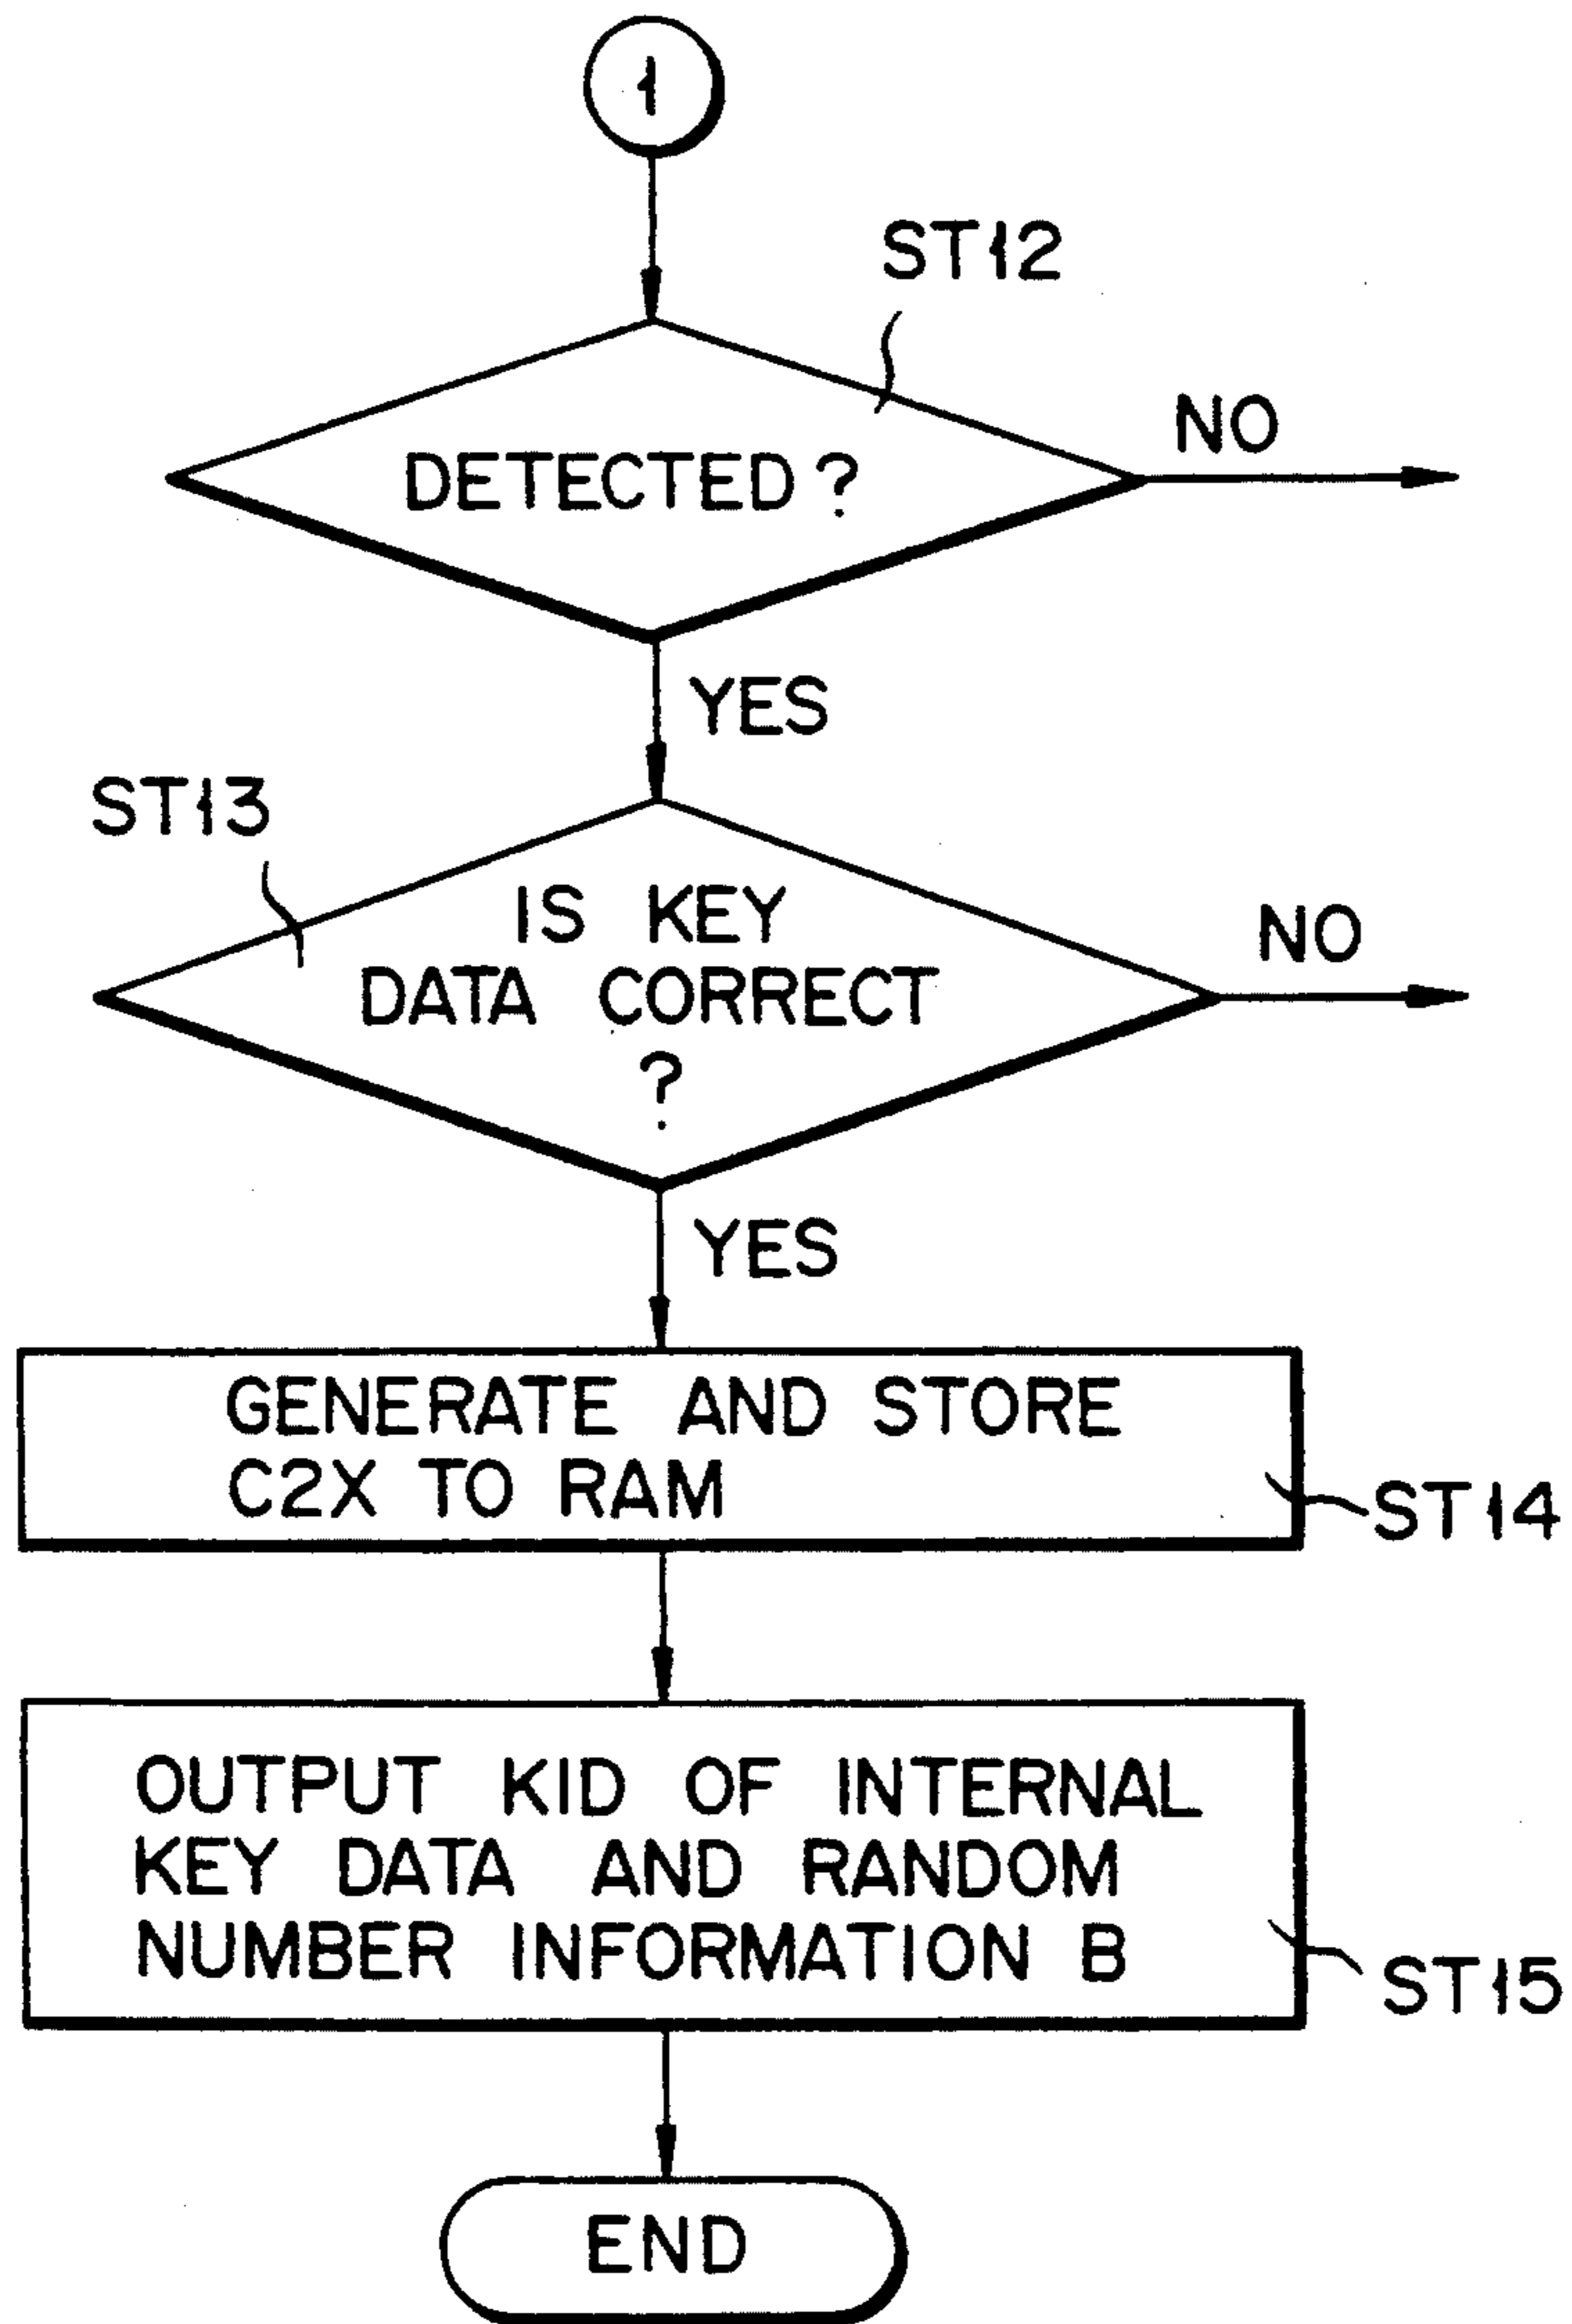 1
ST12
DETECTED?
NO
YES
ST13
IS KEY
DATA CORRECT
?
NO
YES
GENERATE AND STORE
C2X TO RAM
ST14
OUTPUT KID OF INTERNAL
KEY DATA AND RANDOM
NUMBER INFORMATION B
ST15
END